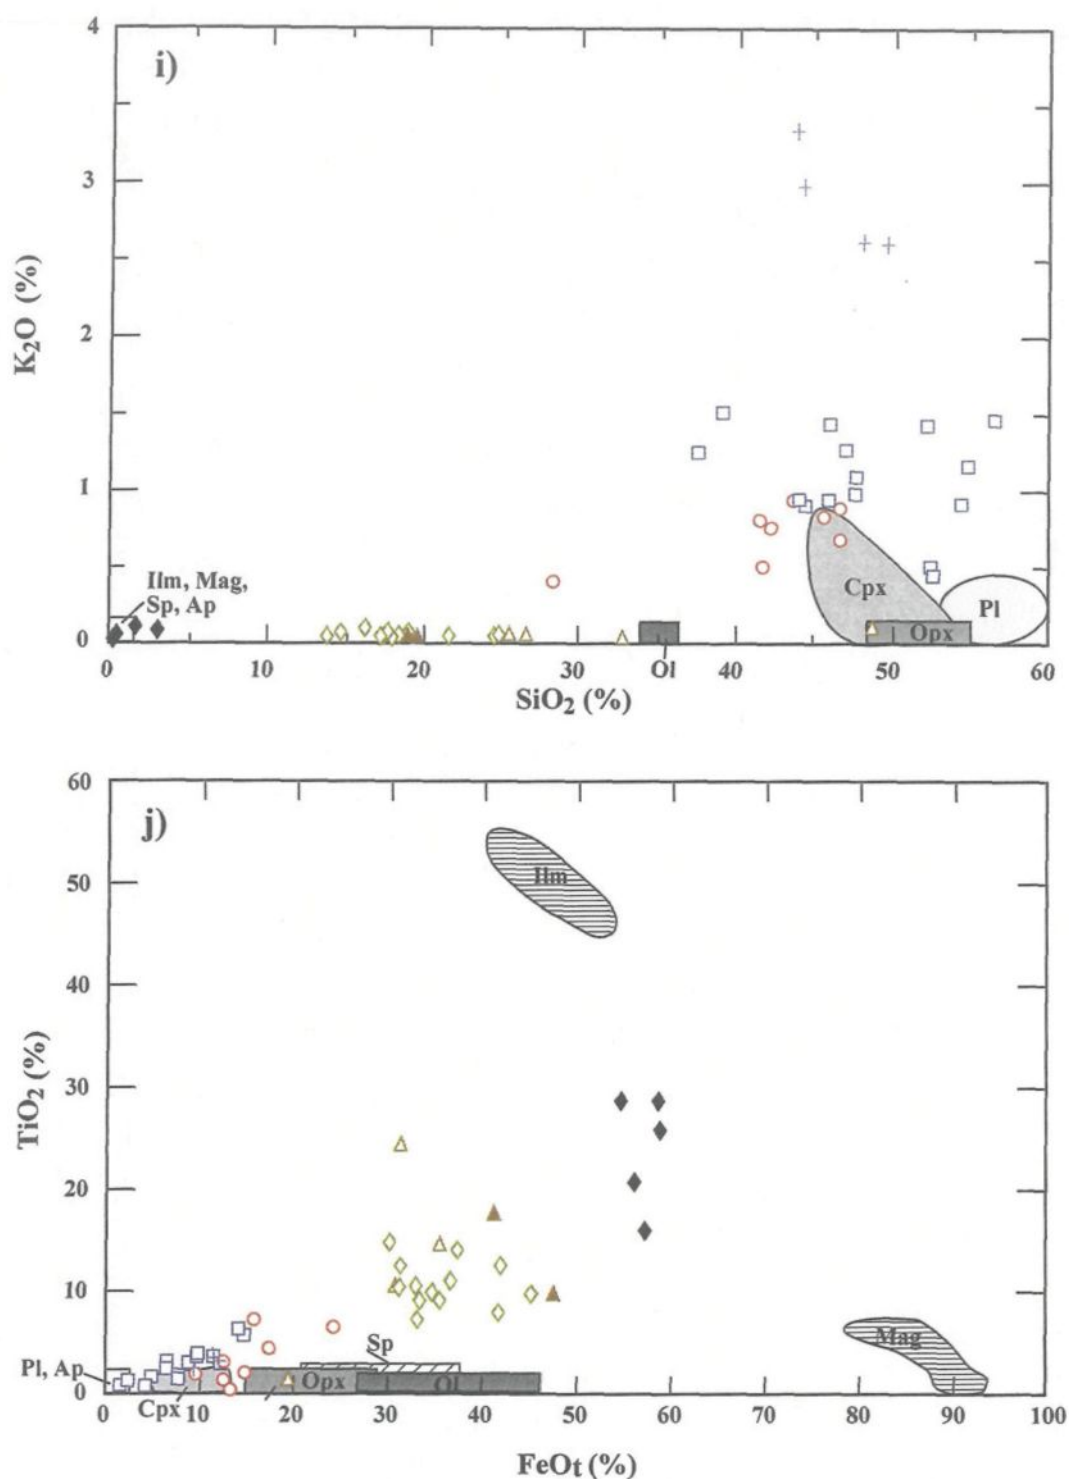 4
i)
3
K₂O (%)
2
1
Ilm, Mag,
Sp, Ap
Cpx
Pl
Opx
0
0 10 20 30 Ol 40 50 60
SiO₂ (%)
60
j)
Ilm
50
40
TiO₂ (%)
30
20
10
Mag
Sp
Pl, Ap
Opx
0
0 Cpx 10 20 30 40 50 60 70 80 90 100
FeOt (%)